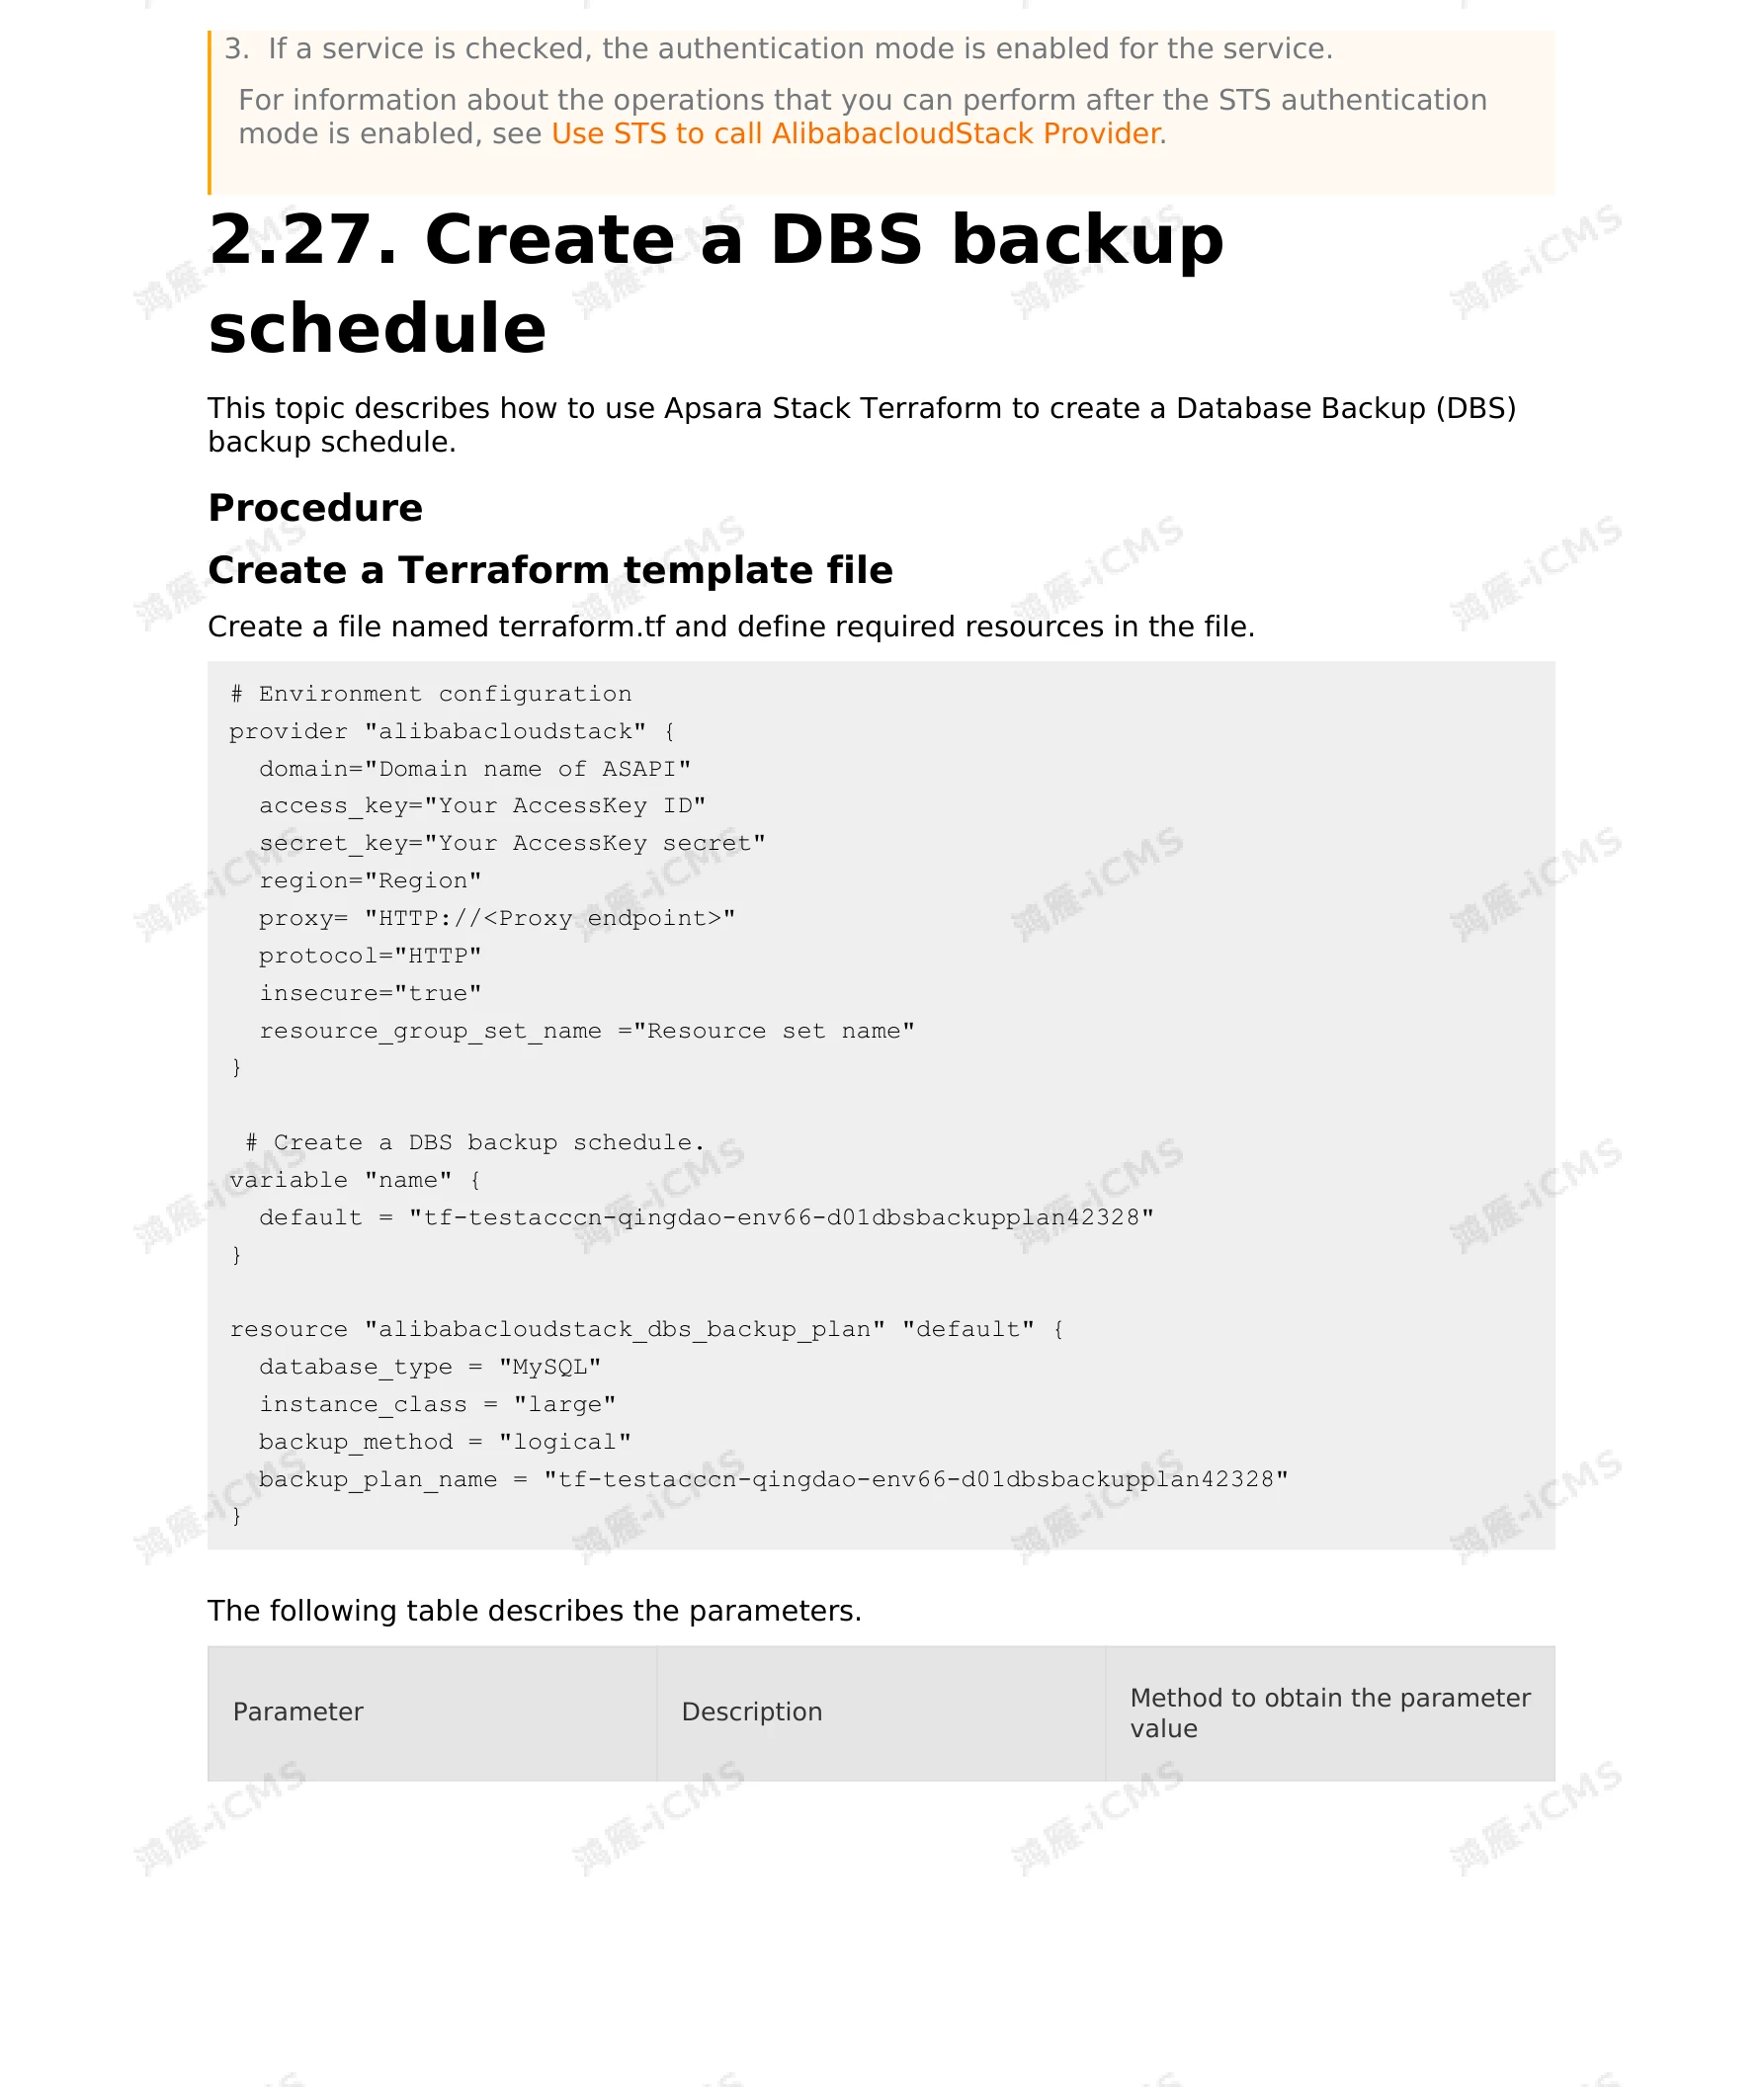 3. If a service is checked, the authentication mode is enabled for the service.
For information about the operations that you can perform after the STS authentication
mode is enabled, see Use STS to call AlibabacloudStack Provider.
2.27. Create a DBS backup
schedule
This topic describes how to use Apsara Stack Terraform to create a Database Backup (DBS)
backup schedule.
Procedure
Create a Terraform template file
Create a file named terraform.tf and define required resources in the file.
# Environment configuration
provider "alibabacloudstack" {
  domain="Domain name of ASAPI"
  access_key="Your AccessKey ID"
  secret_key="Your AccessKey secret"
  region="Region"
  proxy= "HTTP://<Proxy endpoint>"
  protocol="HTTP"
  insecure="true"
  resource_group_set_name ="Resource set name"
}
 # Create a DBS backup schedule.
variable "name" {
  default = "tf-testacccn-qingdao-env66-d01dbsbackupplan42328"
}
resource "alibabacloudstack_dbs_backup_plan" "default" {
  database_type = "MySQL"
  instance_class = "large"
  backup_method = "logical"
  backup_plan_name = "tf-testacccn-qingdao-env66-d01dbsbackupplan42328"
}
The following table describes the parameters.
Parameter
Description
Method to obtain the parameter
value
鸿雁-iCMS